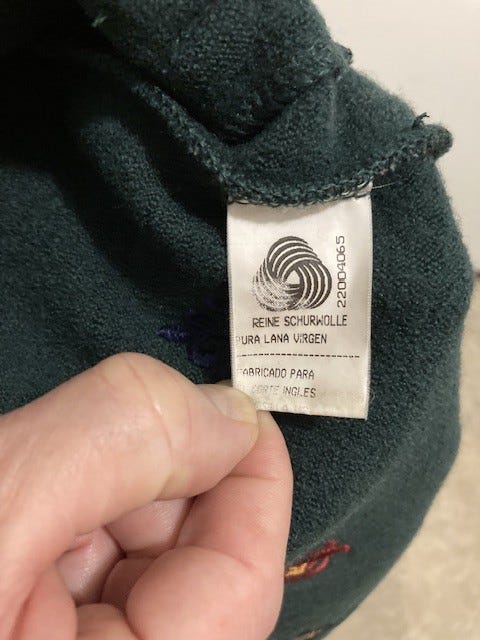 22004065
REINE SCHURWOLLE
PURA LANA VIRGEN
FABRICADO PARA
CORTE INGLES